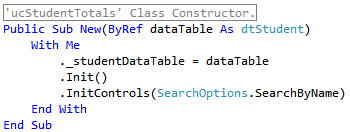 'ucStudentTotals' Class Constructor.
Public Sub New(ByRef dataTable As dtStudent)
    With Me
        ._studentDataTable = dataTable
        .Init()
        .InitControls(SearchOptions.SearchByName)
    End With
End Sub